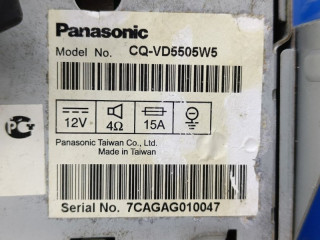 Panasonic
Model No. CQ-VD5505W5
12V 4Ω 15A
Panasonic Taiwan Co., Ltd.
Made in Taiwan
Serial No. 7CAGAG010047